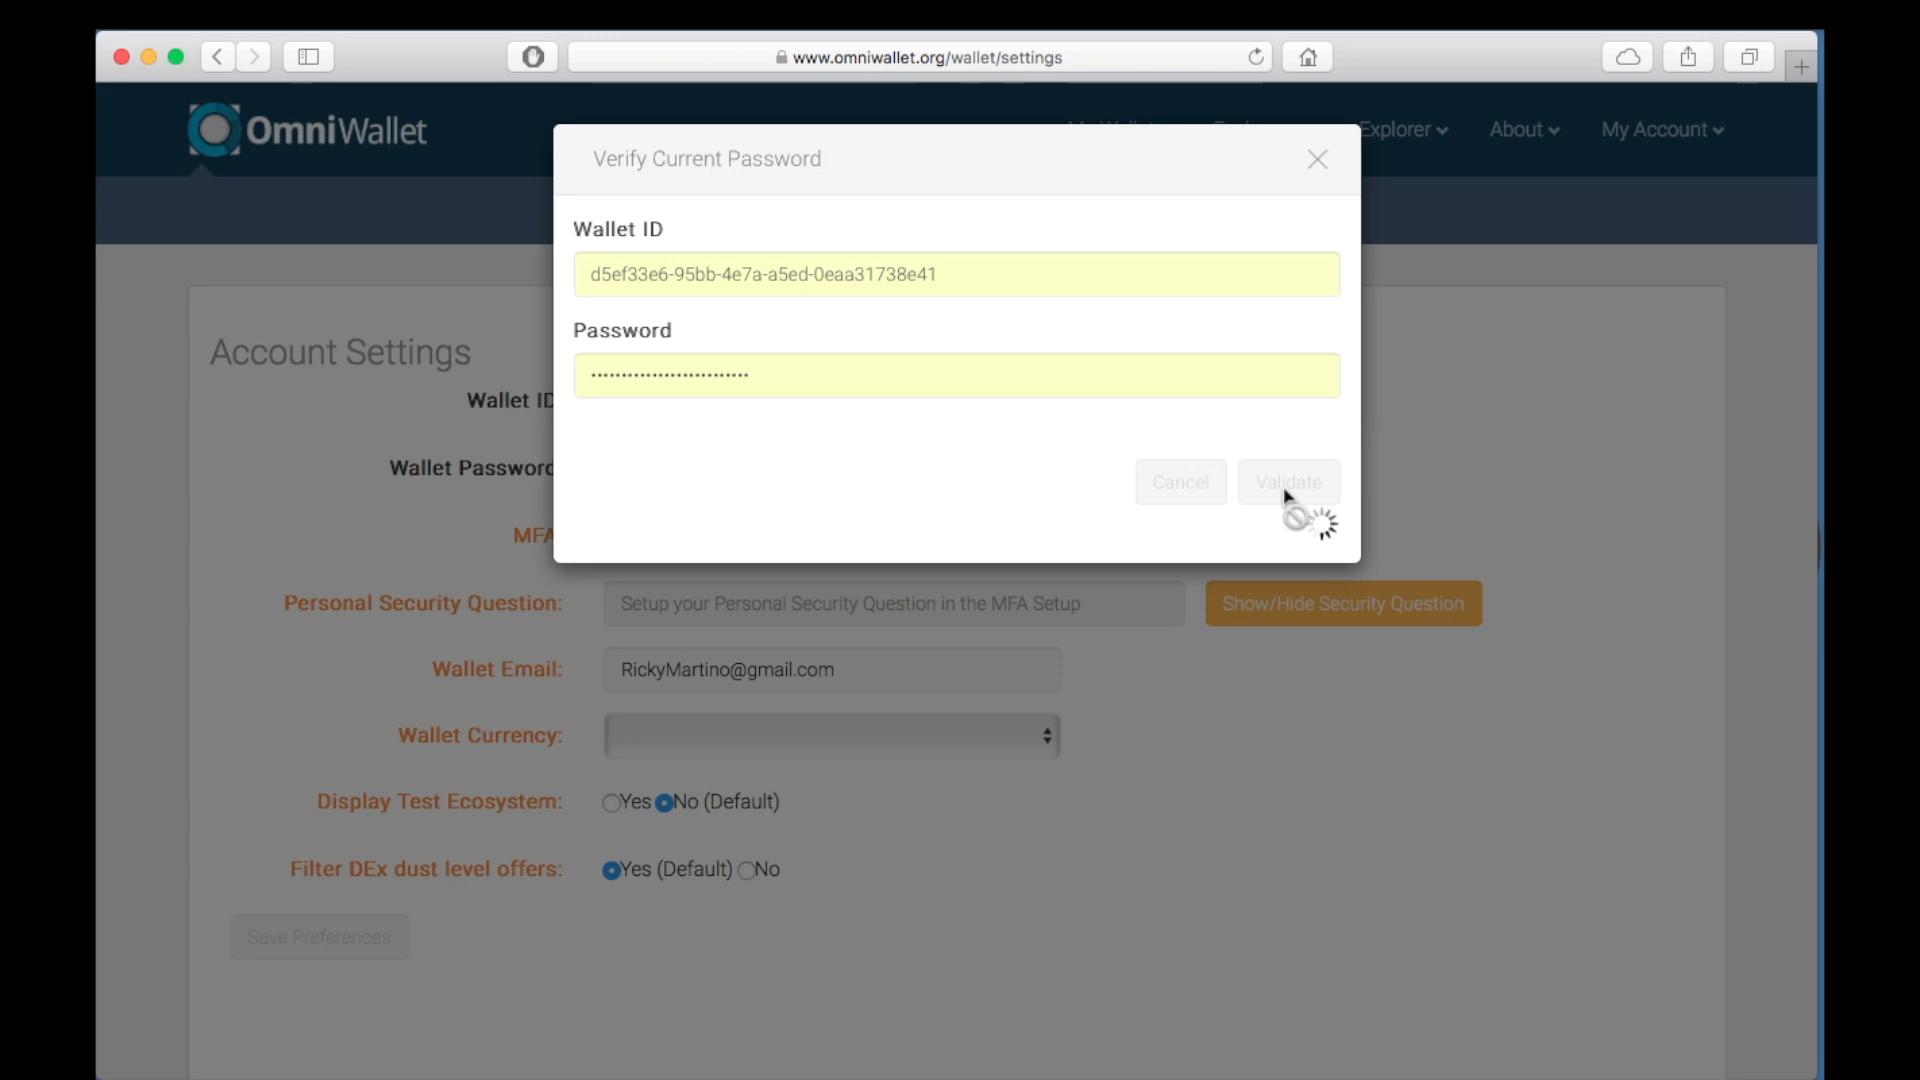 www.omniwallet.org/wallet/settings
OmniWallet
Explorer
About
My Account
Verify Current Password
Wallet ID
d5ef33e6-95bb-4e7a-a5ed-0eaa31738e41
Password
••••••••••••••••••••••••••
Cancel
Validate
Account Settings
Wallet ID
Wallet Password
MFA
Personal Security Question:
Setup your Personal Security Question in the MFA Setup
Show/Hide Security Question
Wallet Email:
RickyMartino@gmail.com
Wallet Currency:
Display Test Ecosystem:
Yes No (Default)
Filter DEx dust level offers:
Yes (Default) No
Save Preferences